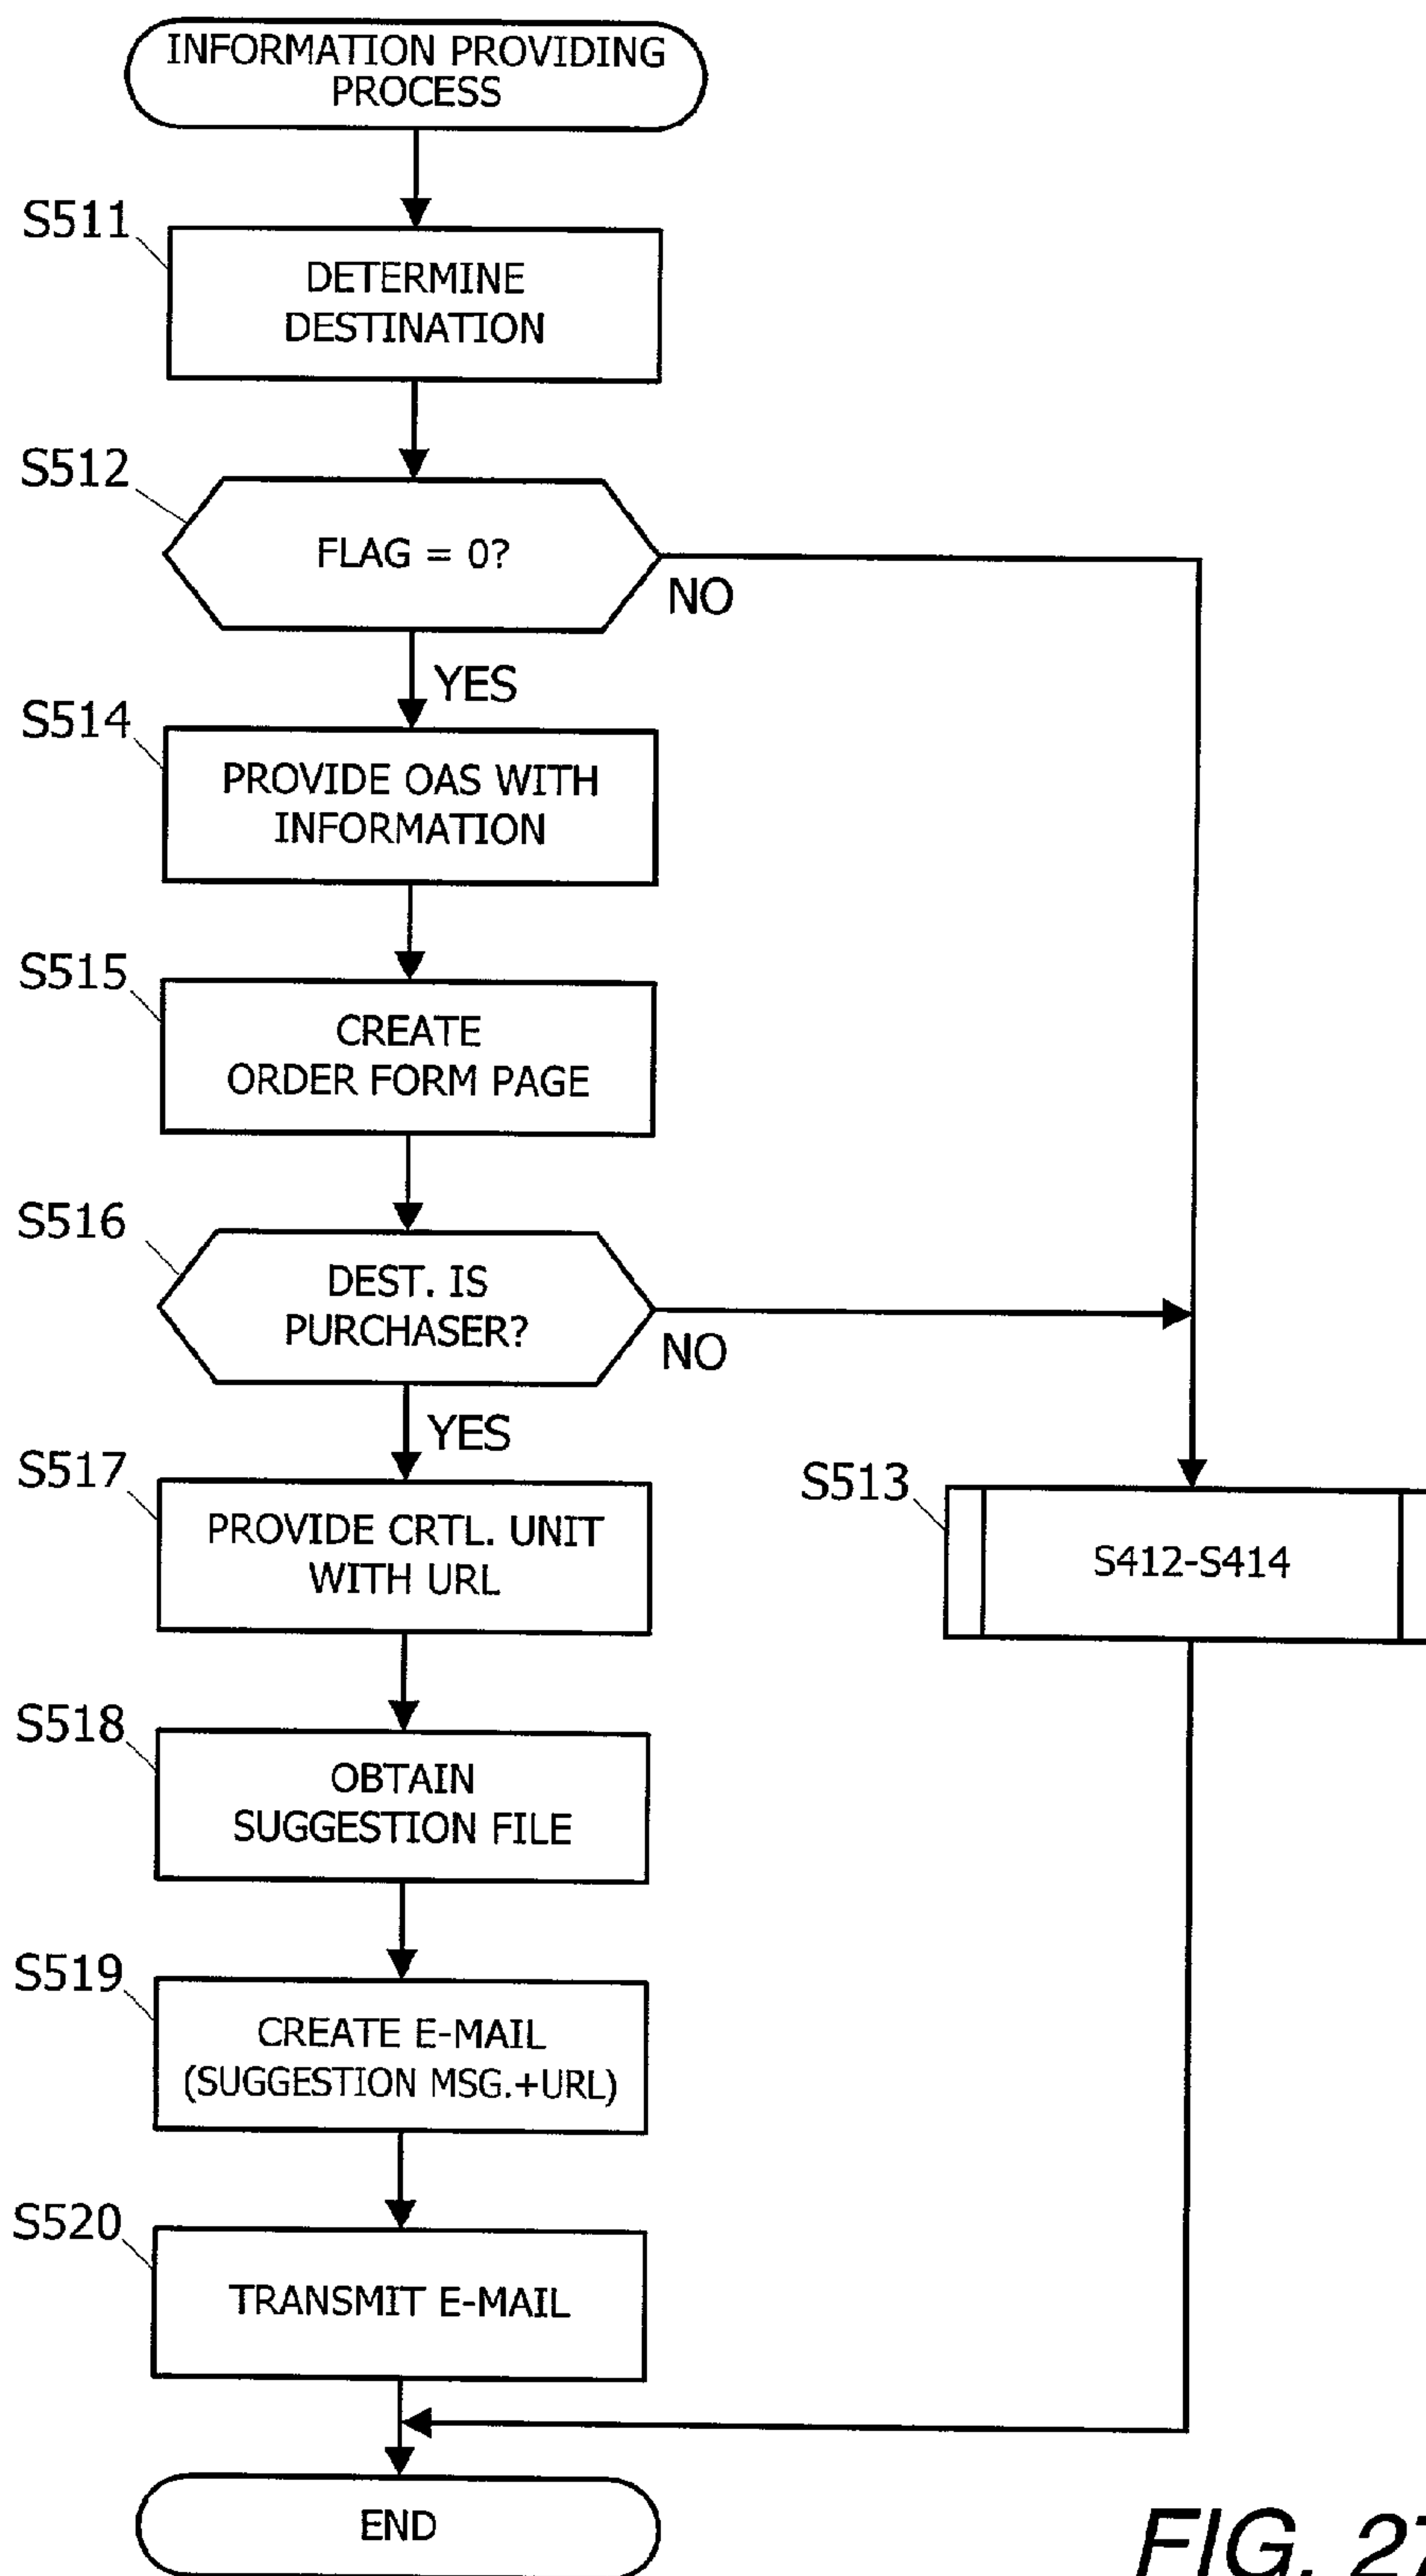 INFORMATION PROVIDING
PROCESS
S511
DETERMINE
DESTINATION
S512
FLAG = 0?
NO
YES
S514
PROVIDE OAS WITH
INFORMATION
S515
CREATE
ORDER FORM PAGE
S516
DEST. IS
PURCHASER?
NO
YES
S517
PROVIDE CRTL. UNIT
WITH URL
S513
S412-S414
S518
OBTAIN
SUGGESTION FILE
S519
CREATE E-MAIL
(SUGGESTION MSG.+URL)
S520
TRANSMIT E-MAIL
END
FIG. 27